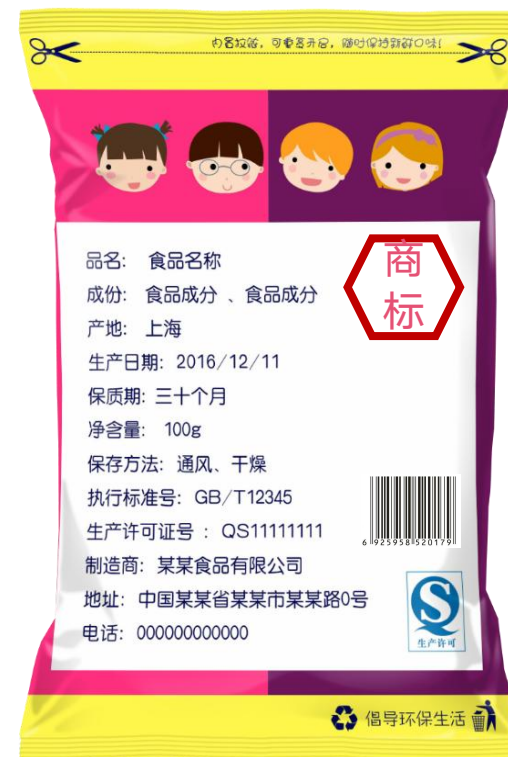 内含拉链，可重复开启，随时保持新鲜口味!
商
标
品名: 食品名称
成份: 食品成分 、食品成分
产地: 上海
生产日期: 2016/12/11
保质期: 三十个月
净含量: 100g
保存方法: 通风、干燥
执行标准号: GB/T12345
生产许可证号 : QS11111111
制造商: 某某食品有限公司
地址: 中国某某省某某市某某路0号
电话: 000000000000
6 925958 520179
生产许可
倡导环保生活